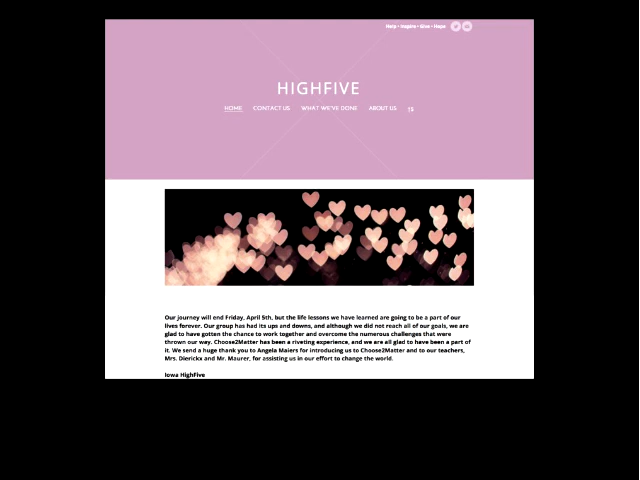 Help • Inspire • Give • Hope
HIGHFIVE
HOME CONTACT US WHAT WE'VE DONE ABOUT US
Our journey will end Friday, April 5th, but the life lessons we have learned are going to be a part of our
lives forever. Our group has had its ups and downs, and although we did not reach all of our goals, we are
glad to have gotten the chance to work together and overcome the numerous challenges that were
thrown our way. Choose2Matter has been a riveting experience, and we are all glad to have been a part of
it. We send a huge thank you to Angela Maiers for introducing us to Choose2Matter and to our teachers,
Mrs. Dierickx and Mr. Maurer, for assisting us in our effort to change the world.
Iowa HighFive